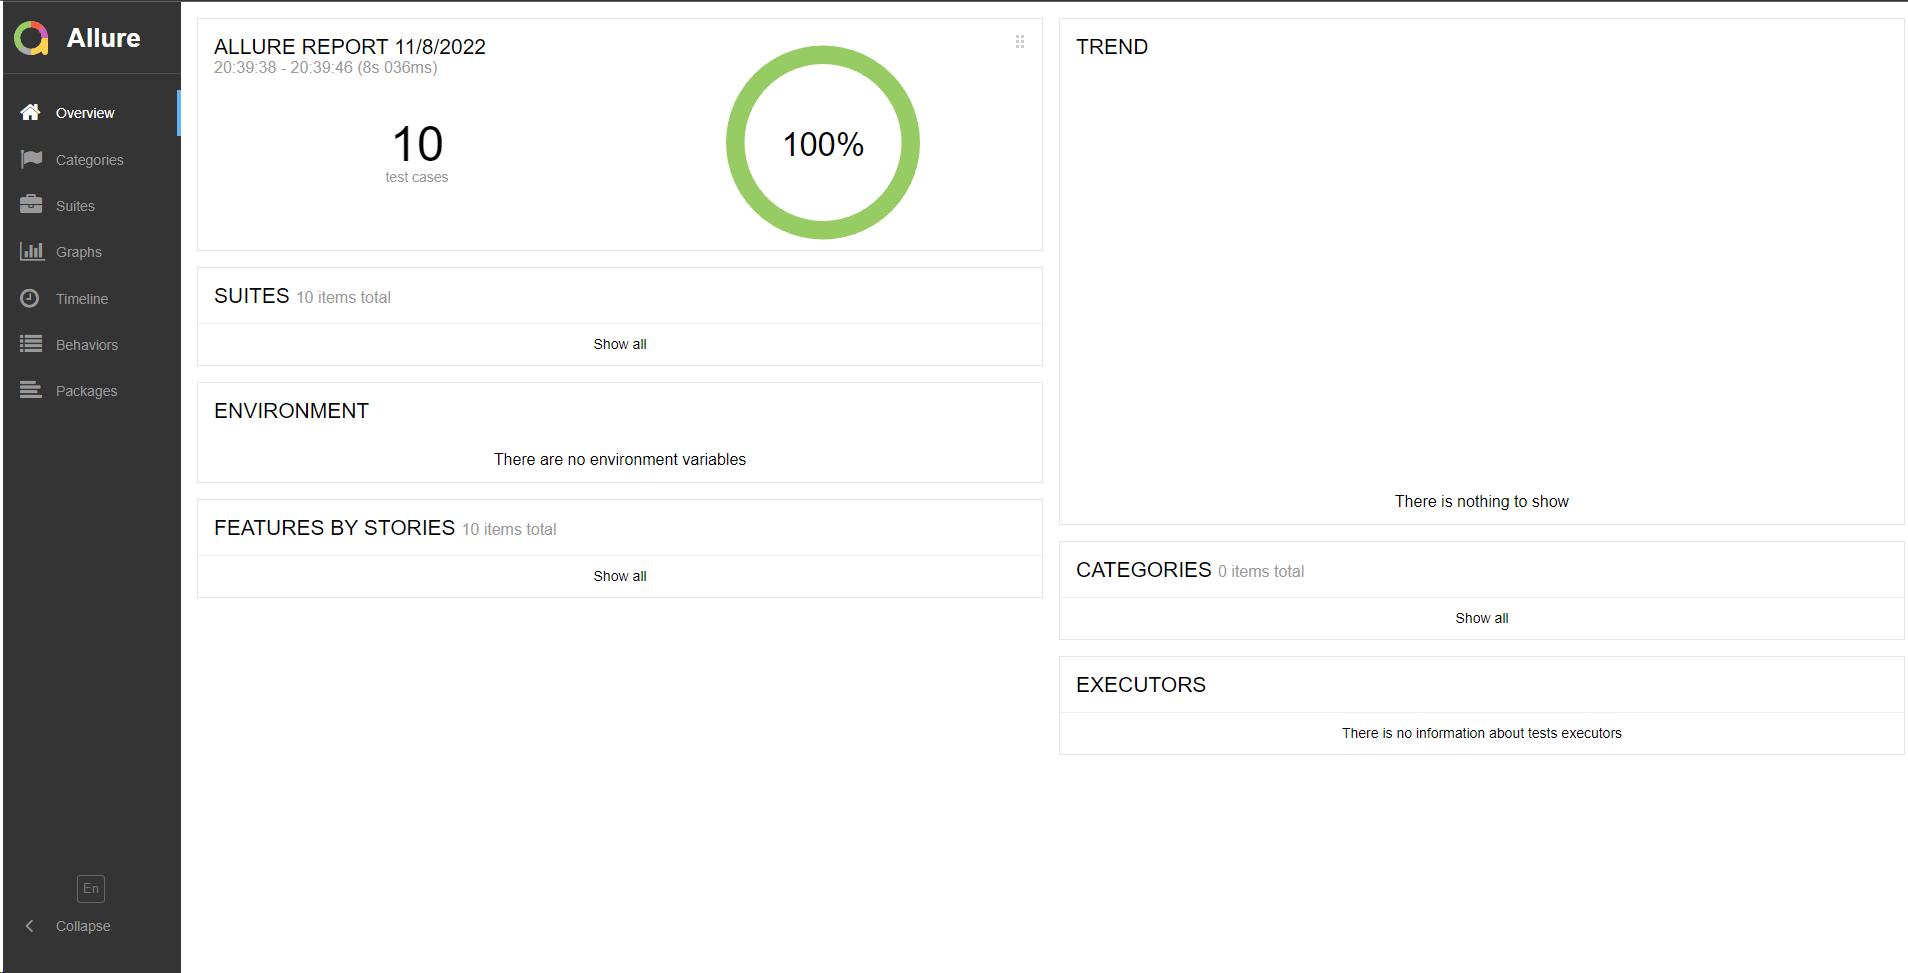 Allure
Overview
Categories
Suites
Graphs
Timeline
Behaviors
Packages
En
Collapse
ALLURE REPORT 11/8/2022
20:39:38 - 20:39:46 (8s 036ms)
10
test cases
100%
SUITES 10 items total
Show all
ENVIRONMENT
There are no environment variables
FEATURES BY STORIES 10 items total
Show all
TREND
There is nothing to show
CATEGORIES 0 items total
Show all
EXECUTORS
There is no information about tests executors